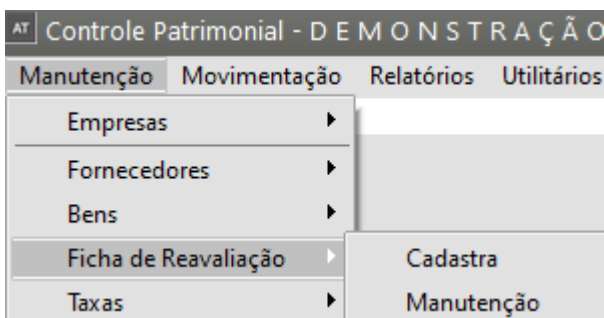 AT Controle Patrimonial - D E M O N S T R A Ç Ã O
Manutenção Movimentação Relatórios Utilitários
Empresas
Fornecedores
Bens
Ficha de Reavaliação Cadastra
Taxas Manutenção